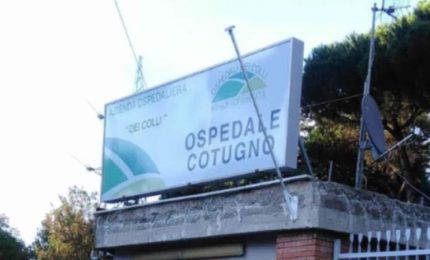 AZIENDA OSPEDALIERA
"DEI COLLI"
OSPEDALE
COTUGNO